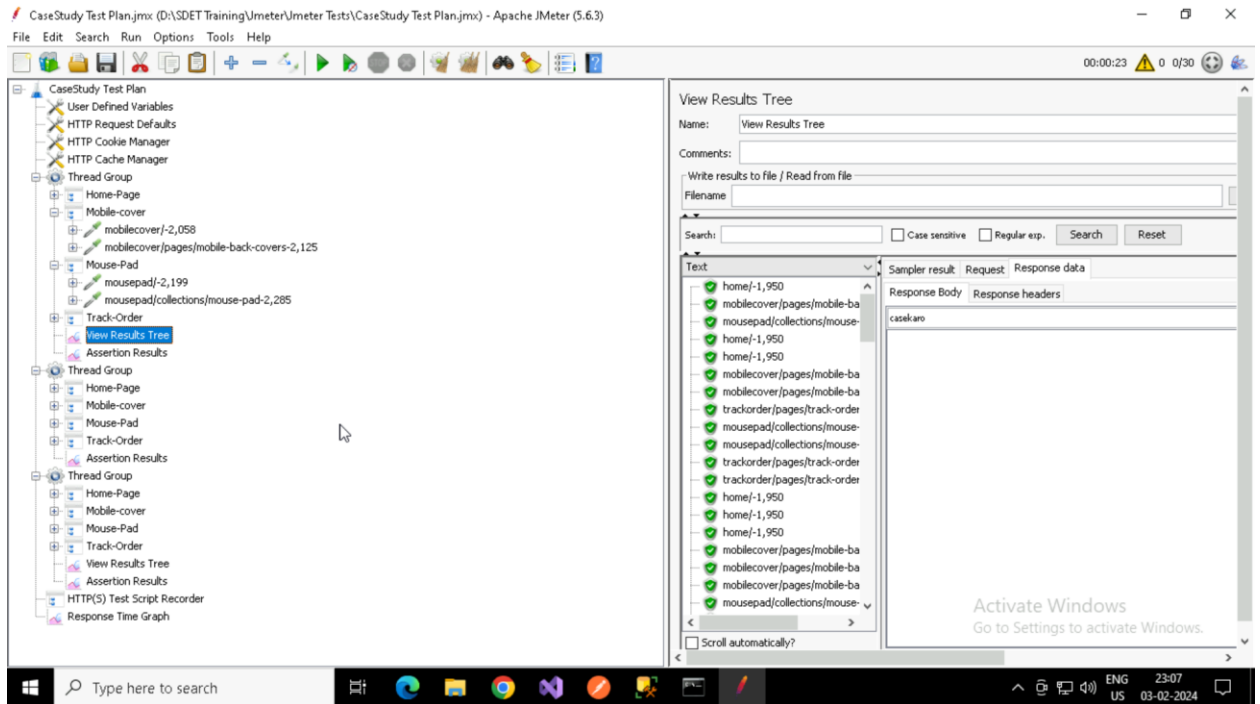 CaseStudy Test Plan.jmx (D:\SDET Training\Jmeter\Jmeter Tests\CaseStudy Test Plan.jmx) - Apache JMeter (5.6.3)
File Edit Search Run Options Tools Help
00:00:23 0 0/30
CaseStudy Test Plan
User Defined Variables
HTTP Request Defaults
HTTP Cookie Manager
HTTP Cache Manager
Thread Group
Home-Page
Mobile-cover
mobilecover/-2,058
mobilecover/pages/mobile-back-covers-2,125
Mouse-Pad
mousepad/-2,199
mousepad/collections/mouse-pad-2,285
Track-Order
View Results Tree
Assertion Results
Thread Group
Home-Page
Mobile-cover
Mouse-Pad
Track-Order
Assertion Results
Thread Group
Home-Page
Mobile-cover
Mouse-Pad
Track-Order
View Results Tree
Assertion Results
HTTP(S) Test Script Recorder
Response Time Graph
View Results Tree
Name: View Results Tree
Comments:
Write results to file / Read from file
Filename
Search: Case sensitive Regular exp. Search Reset
Text
home/-1,950
mobilecover/pages/mobile-ba
mousepad/collections/mouse-
home/-1,950
home/-1,950
mobilecover/pages/mobile-ba
mobilecover/pages/mobile-ba
trackorder/pages/track-order
mousepad/collections/mouse-
mousepad/collections/mouse-
trackorder/pages/track-order
trackorder/pages/track-order
home/-1,950
home/-1,950
home/-1,950
mobilecover/pages/mobile-ba
mobilecover/pages/mobile-ba
mobilecover/pages/mobile-ba
mousepad/collections/mouse-
Scroll automatically?
Sampler result Request Response data
Response Body Response headers
casekaro
Activate Windows
Go to Settings to activate Windows.
Type here to search
ENG
US
23:07
03-02-2024